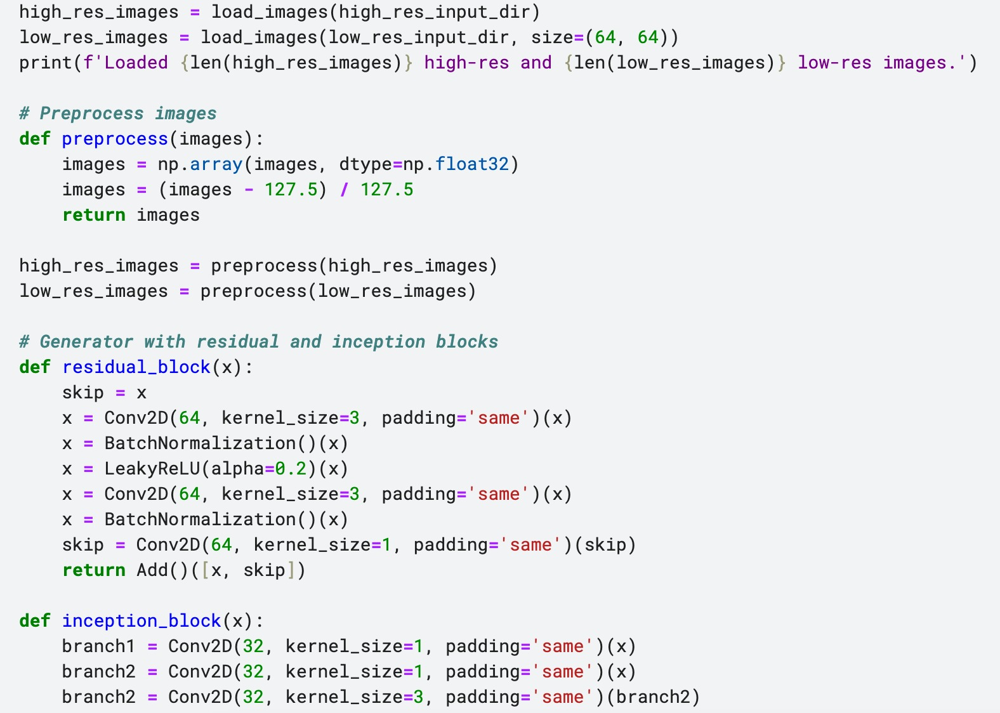 high_res_images = load_images(high_res_input_dir)
low_res_images = load_images(low_res_input_dir, size=(64, 64))
print(f'Loaded {len(high_res_images)} high-res and {len(low_res_images)} low-res images.')

# Preprocess images
def preprocess(images):
    images = np.array(images, dtype=np.float32)
    images = (images - 127.5) / 127.5
    return images

high_res_images = preprocess(high_res_images)
low_res_images = preprocess(low_res_images)

# Generator with residual and inception blocks
def residual_block(x):
    skip = x
    x = Conv2D(64, kernel_size=3, padding='same')(x)
    x = BatchNormalization()(x)
    x = LeakyReLU(alpha=0.2)(x)
    x = Conv2D(64, kernel_size=3, padding='same')(x)
    x = BatchNormalization()(x)
    skip = Conv2D(64, kernel_size=1, padding='same')(skip)
    return Add()([x, skip])

def inception_block(x):
    branch1 = Conv2D(32, kernel_size=1, padding='same')(x)
    branch2 = Conv2D(32, kernel_size=1, padding='same')(x)
    branch2 = Conv2D(32, kernel_size=3, padding='same')(branch2)